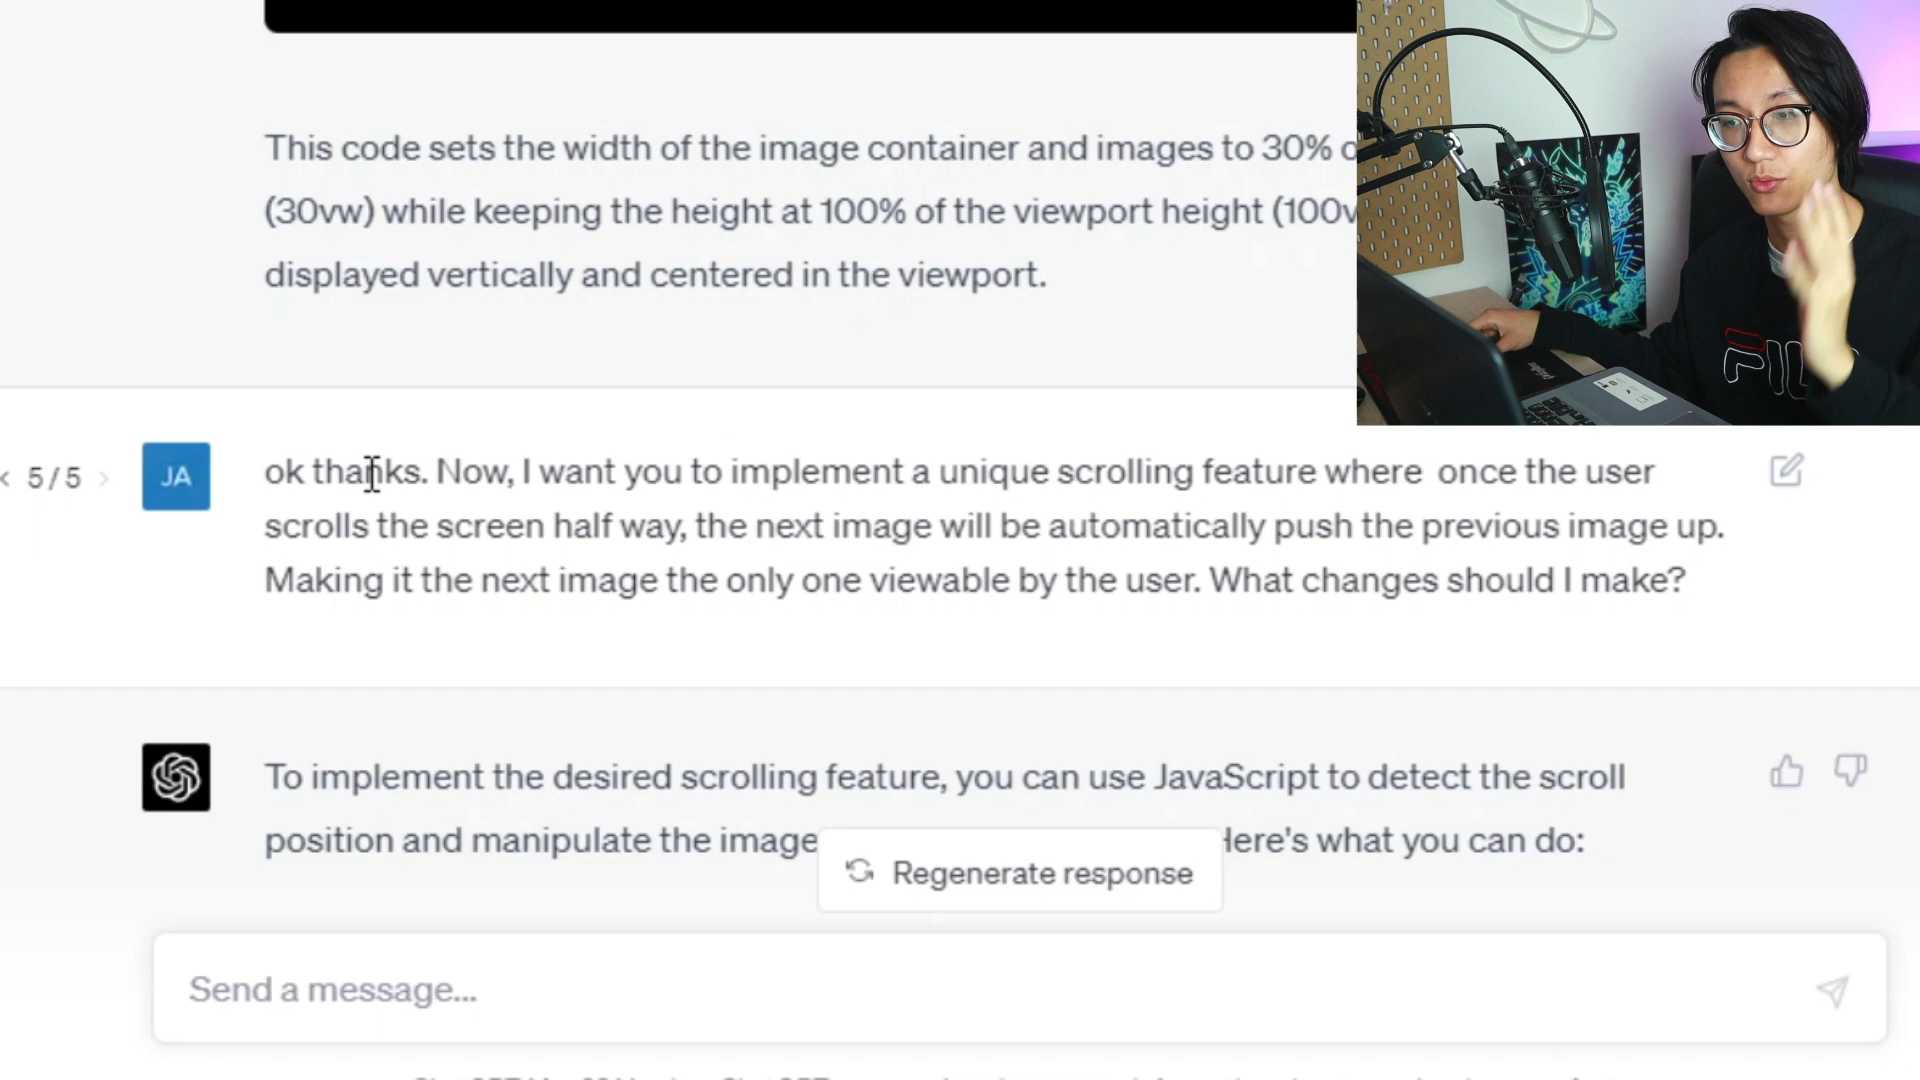 This code sets the width of the image container and images to 30%
(30vw) while keeping the height at 100% of the viewport height
displayed vertically and centered in the viewport.
< 5/5 >
JA
ok thanks. Now, I want you to implement a unique scrolling feature where once the user
scrolls the screen half way, the next image will be automatically push the previous image up.
Making it the next image the only one viewable by the user. What changes should I make?
To implement the desired scrolling feature, you can use JavaScript to detect the scroll
position and manipulate the image Here's what you can do:
Regenerate response
Send a message...